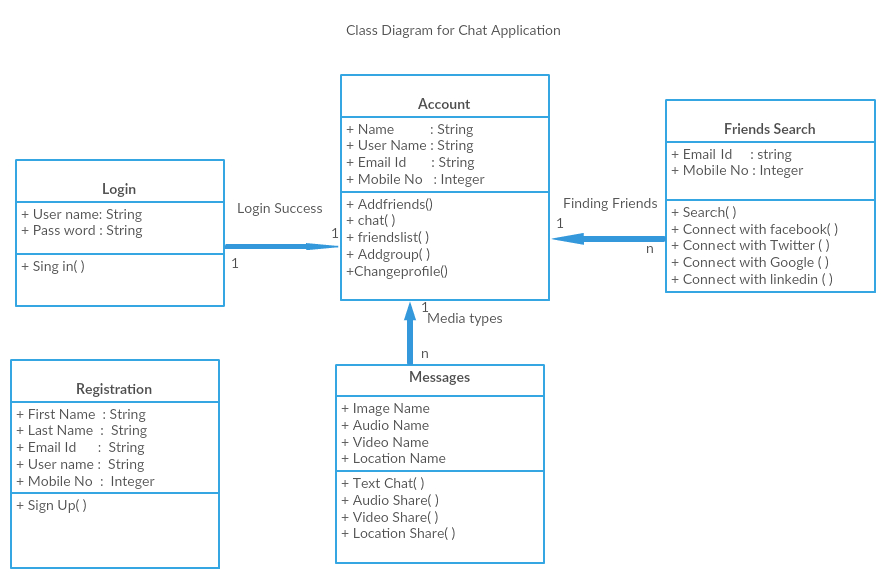 Class Diagram for Chat Application
Account
+ Name : String
+ User Name : String
+ Email Id : String
+ Mobile No : Integer
+ Addfriends()
+ chat( )
+ friendslist( )
+ Addgroup( )
+Changeprofile()
Friends Search
+ Email Id : string
+ Mobile No : Integer
+ Search( )
+ Connect with facebook( )
+ Connect with Twitter ( )
+ Connect with Google ( )
+ Connect with linkedin ( )
Login
+ User name: String
+ Pass word : String
+ Sing in( )
Login Success
1
1
Finding Friends
1
n
1
Media types
n
Registration
+ First Name : String
+ Last Name : String
+ Email Id : String
+ User name : String
+ Mobile No : Integer
+ Sign Up( )
Messages
+ Image Name
+ Audio Name
+ Video Name
+ Location Name
+ Text Chat( )
+ Audio Share( )
+ Video Share( )
+ Location Share( )